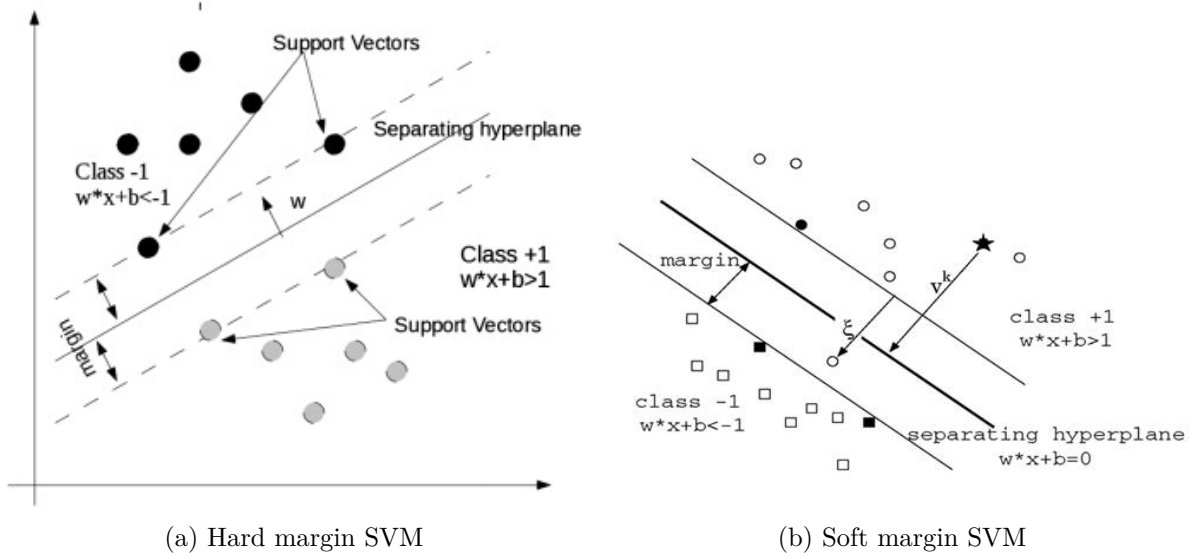 Support Vectors
Separating hyperplane
Class -1
w*x+b<-1
w
Class +1
w*x+b>1
margin
Support Vectors
(a) Hard margin SVM
margin
v^k
ξ
class +1
w*x+b>1
class -1
w*x+b<-1
separating hyperplane
w*x+b=0
(b) Soft margin SVM